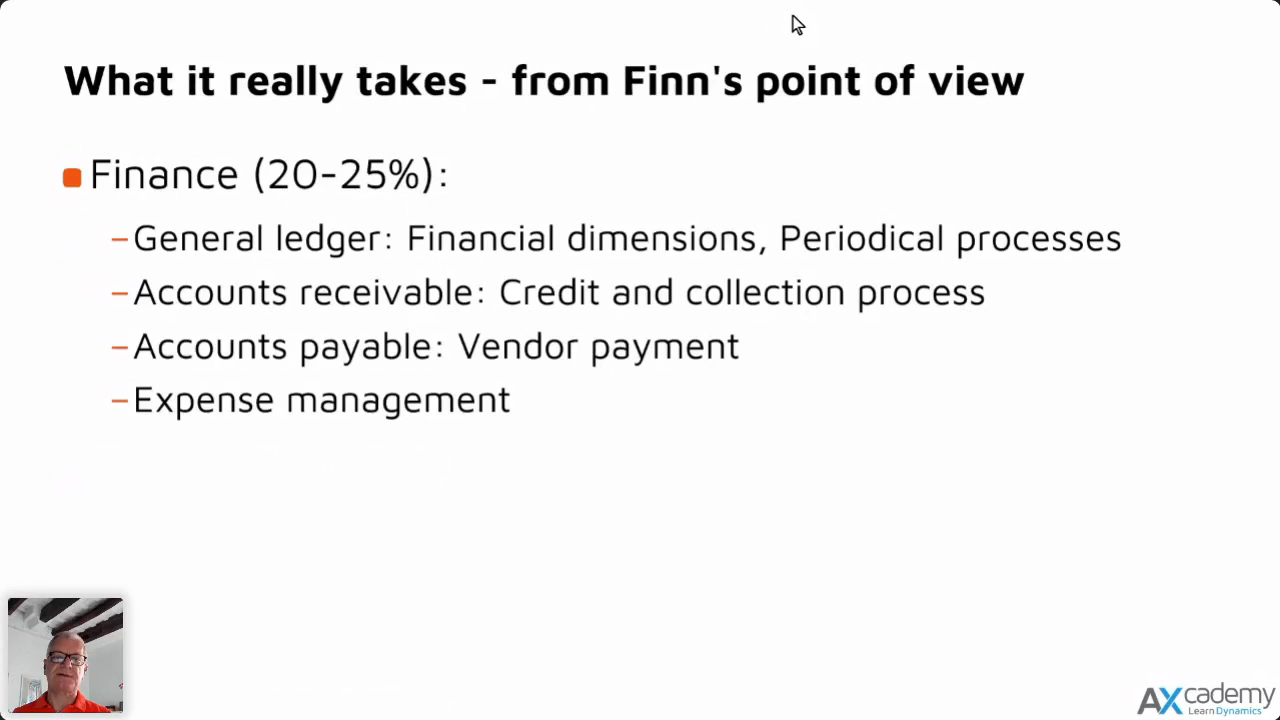 What it really takes - from Finn's point of view
Finance (20-25%):
–General ledger: Financial dimensions, Periodical processes
–Accounts receivable: Credit and collection process
–Accounts payable: Vendor payment
–Expense management
AXcademy
Learn Dynamics